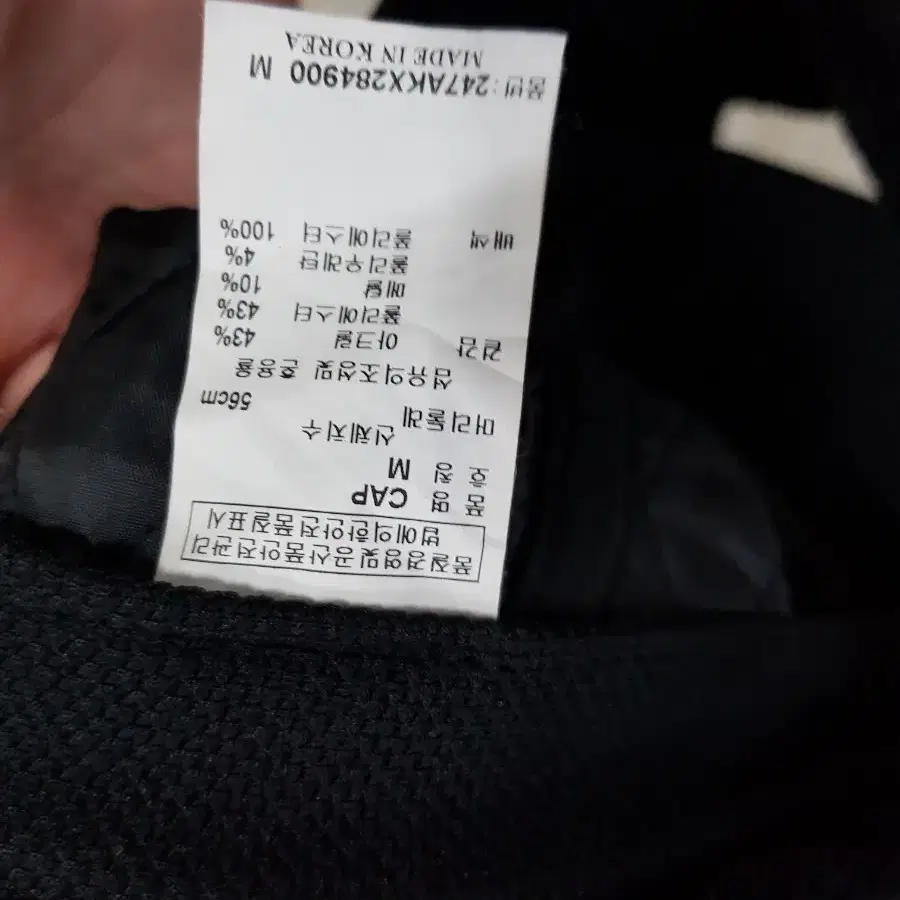 품질경영및공산품안전관리
법에의한안전품질표시
품 명 CAP
호 칭 M
신체치수
머리둘레 56cm
섬유의조성및 혼용율
겉감 아크릴 43%
폴리에스터 43%
메탈 10%
폴리우레탄 4%
배색 폴리에스터 100%
품번:247AKX284900 M
MADE IN KOREA